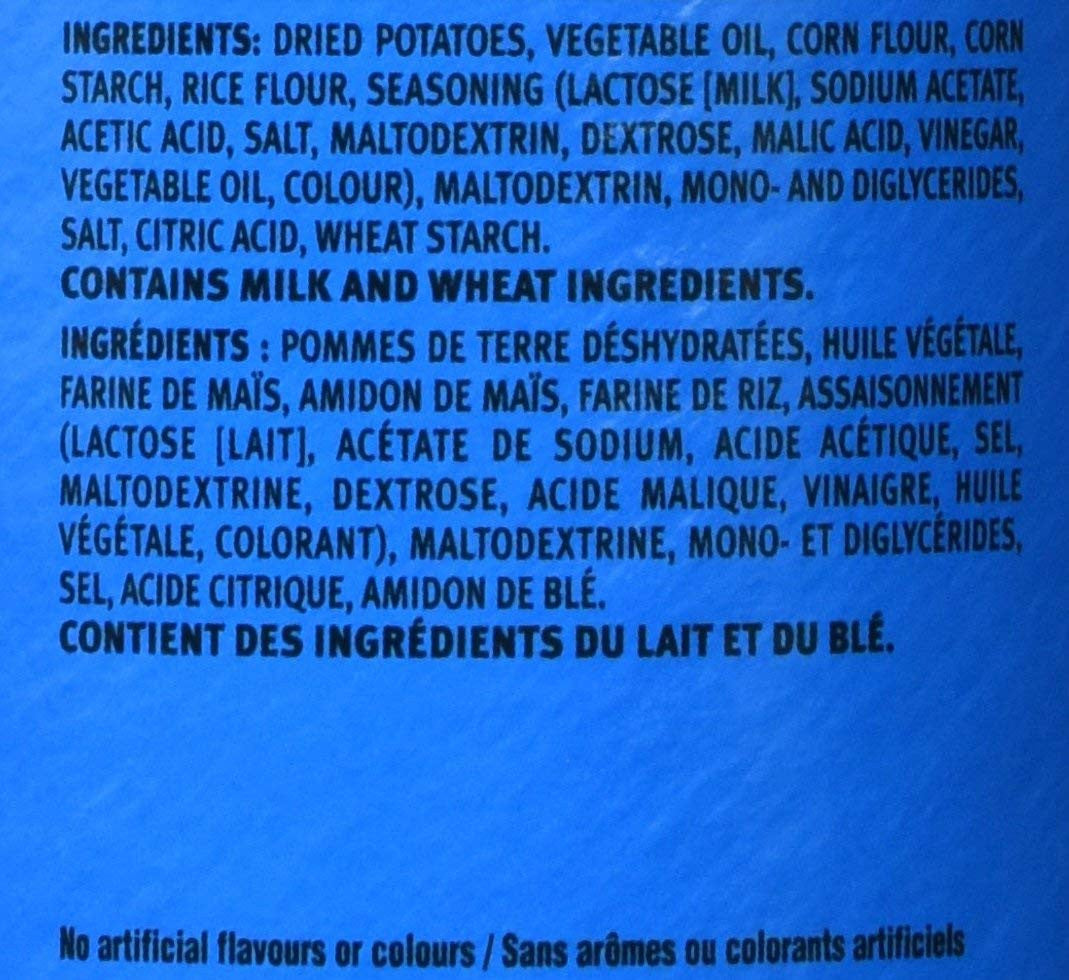 INGREDIENTS: DRIED POTATOES, VEGETABLE OIL, CORN FLOUR, CORN
STARCH, RICE FLOUR, SEASONING (LACTOSE [MILK], SODIUM ACETATE,
ACETIC ACID, SALT, MALTODEXTRIN, DEXTROSE, MALIC ACID, VINEGAR,
VEGETABLE OIL, COLOUR), MALTODEXTRIN, MONO- AND DIGLYCERIDES,
SALT, CITRIC ACID, WHEAT STARCH.
CONTAINS MILK AND WHEAT INGREDIENTS.
INGRÉDIENTS : POMMES DE TERRE DÉSHYDRATÉES, HUILE VÉGÉTALE,
FARINE DE MAÏS, AMIDON DE MAÏS, FARINE DE RIZ, ASSAISONNEMENT
(LACTOSE [LAIT], ACÉTATE DE SODIUM, ACIDE ACÉTIQUE, SEL,
MALTODEXTRINE, DEXTROSE, ACIDE MALIQUE, VINAIGRE, HUILE
VÉGÉTALE, COLORANT), MALTODEXTRINE, MONO- ET DIGLYCÉRIDES,
SEL, ACIDE CITRIQUE, AMIDON DE BLÉ.
CONTIENT DES INGRÉDIENTS DU LAIT ET DU BLÉ.
No artificial flavours or colours / Sans arômes ou colorants artificiels